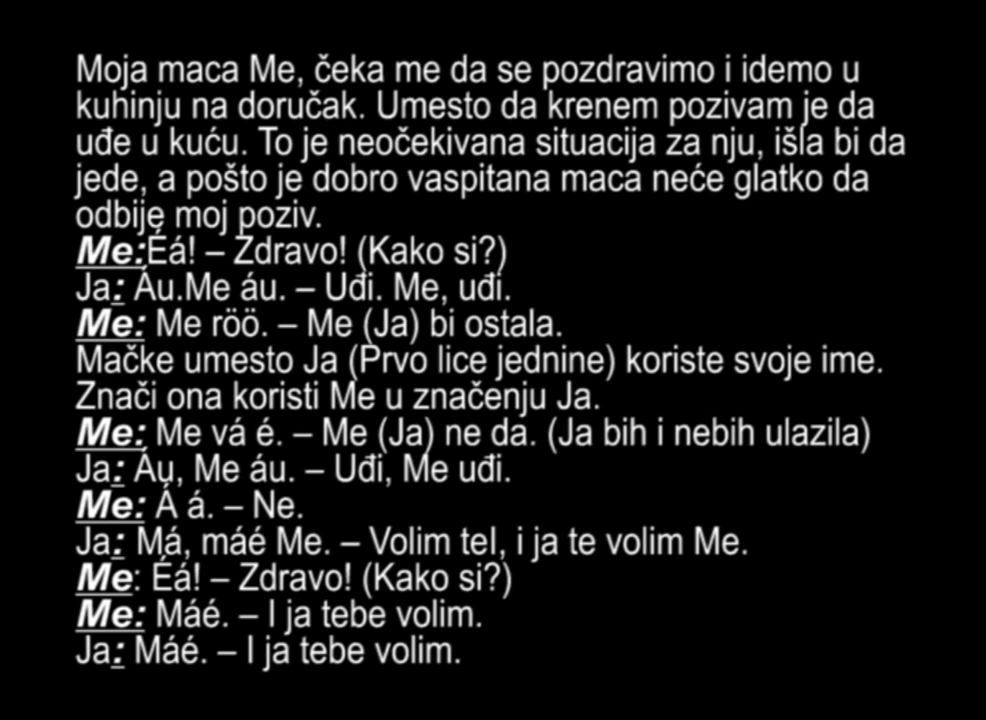 Moja maca Me, čeka me da se pozdravimo i idemo u
kuhinju na doručak. Umesto da krenem pozivam je da
uđe u kuću. To je neočekivana situacija za nju, išla bi da
jede, a pošto je dobro vaspitana maca neće glatko da
odbije moj poziv.
Me:Éá! – Zdravo! (Kako si?)
Ja: Áu.Me áu. – Uđi. Me, uđi.
Me: Me röö. – Me (Ja) bi ostala.
Mačke umesto Ja (Prvo lice jednine) koriste svoje ime.
Znači ona koristi Me u značenju Ja.
Me: Me vá é. – Me (Ja) ne da. (Ja bih i nebih ulazila)
Ja: Áu, Me áu. – Uđi, Me uđi.
Me: Á á. – Ne.
Ja: Má, máé Me. – Volim teI, i ja te volim Me.
Me: Éá! – Zdravo! (Kako si?)
Me: Máé. – I ja tebe volim.
Ja: Máé. – I ja tebe volim.